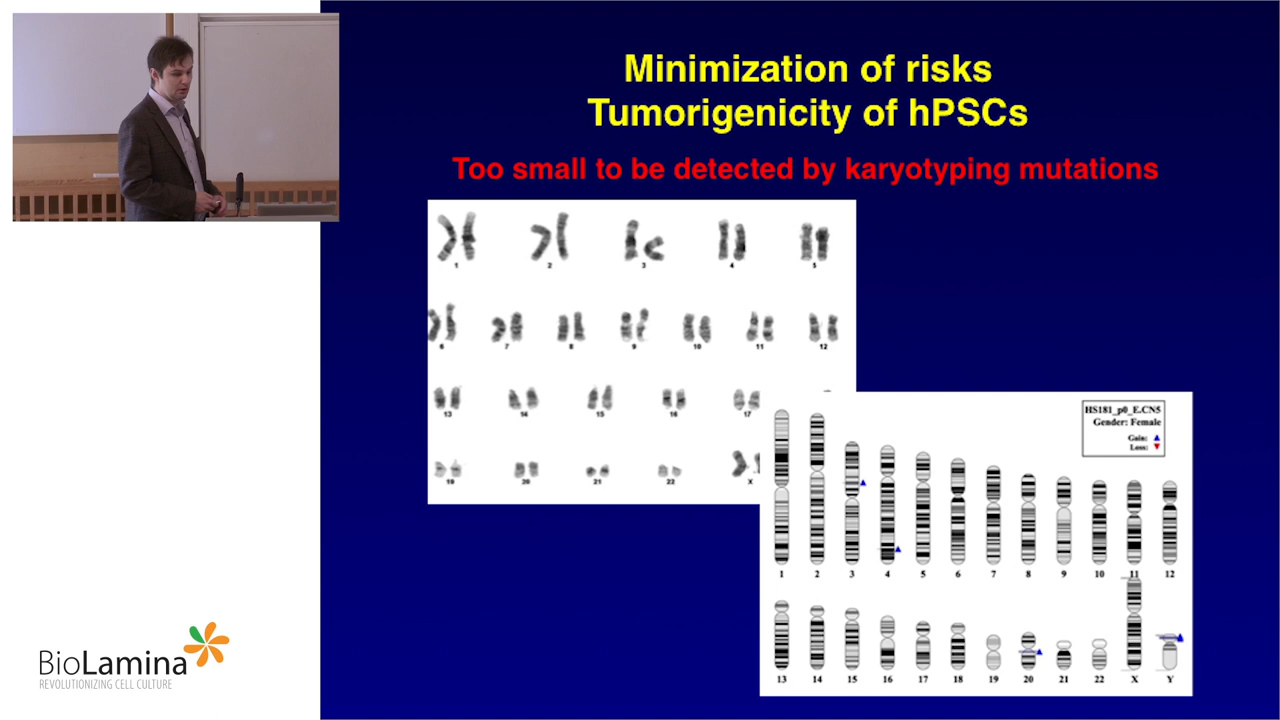 Minimization of risks
Tumorigenicity of hPSCs
Too small to be detected by karyotyping mutations
1 2 3 4 5
6 7 8 9 10 11 12
13 14 15 16 17
19 20 21 22 X
HS181_p0_E.CN5
Gender: Female
Gain:
Loss:
1 2 3 4 5 6 7 8 9 10 11 12
13 14 15 16 17 18 19 20 21 22 X Y
BioLamina
REVOLUTIONIZING CELL CULTURE